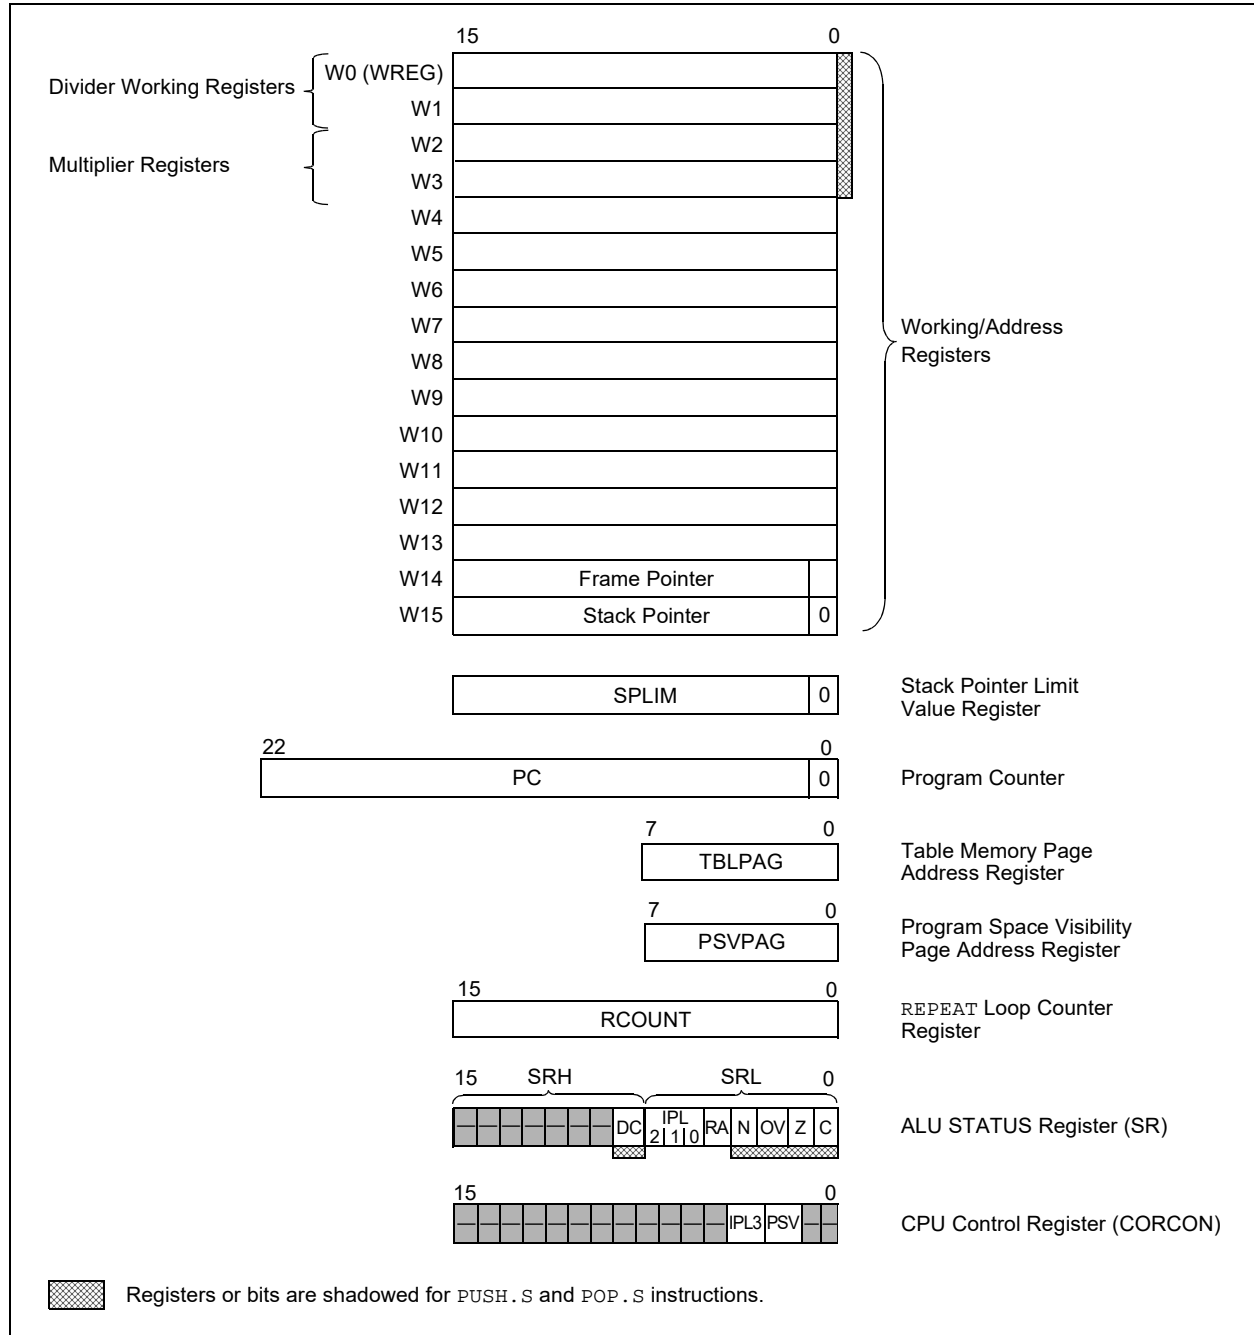 15 0
W0 (WREG)
Divider Working Registers
W1
W2
Multiplier Registers
W3
W4
W5
W6
W7
Working/Address
Registers
W8
W9
W10
W11
W12
W13
W14 Frame Pointer
W15 Stack Pointer 0
SPLIM 0
Stack Pointer Limit
Value Register
22 0
PC 0 Program Counter
7 0
TBLPAG
Table Memory Page
Address Register
7 0
PSVPAG
Program Space Visibility
Page Address Register
15 0
RCOUNT
REPEAT Loop Counter
Register
15 SRH SRL 0
— — — — — — — DC IPL 2 1 0 RA N OV Z C ALU STATUS Register (SR)
15 0
— — — — — — — — — — — — IPL3 PSV — — CPU Control Register (CORCON)
Registers or bits are shadowed for PUSH.S and POP.S instructions.